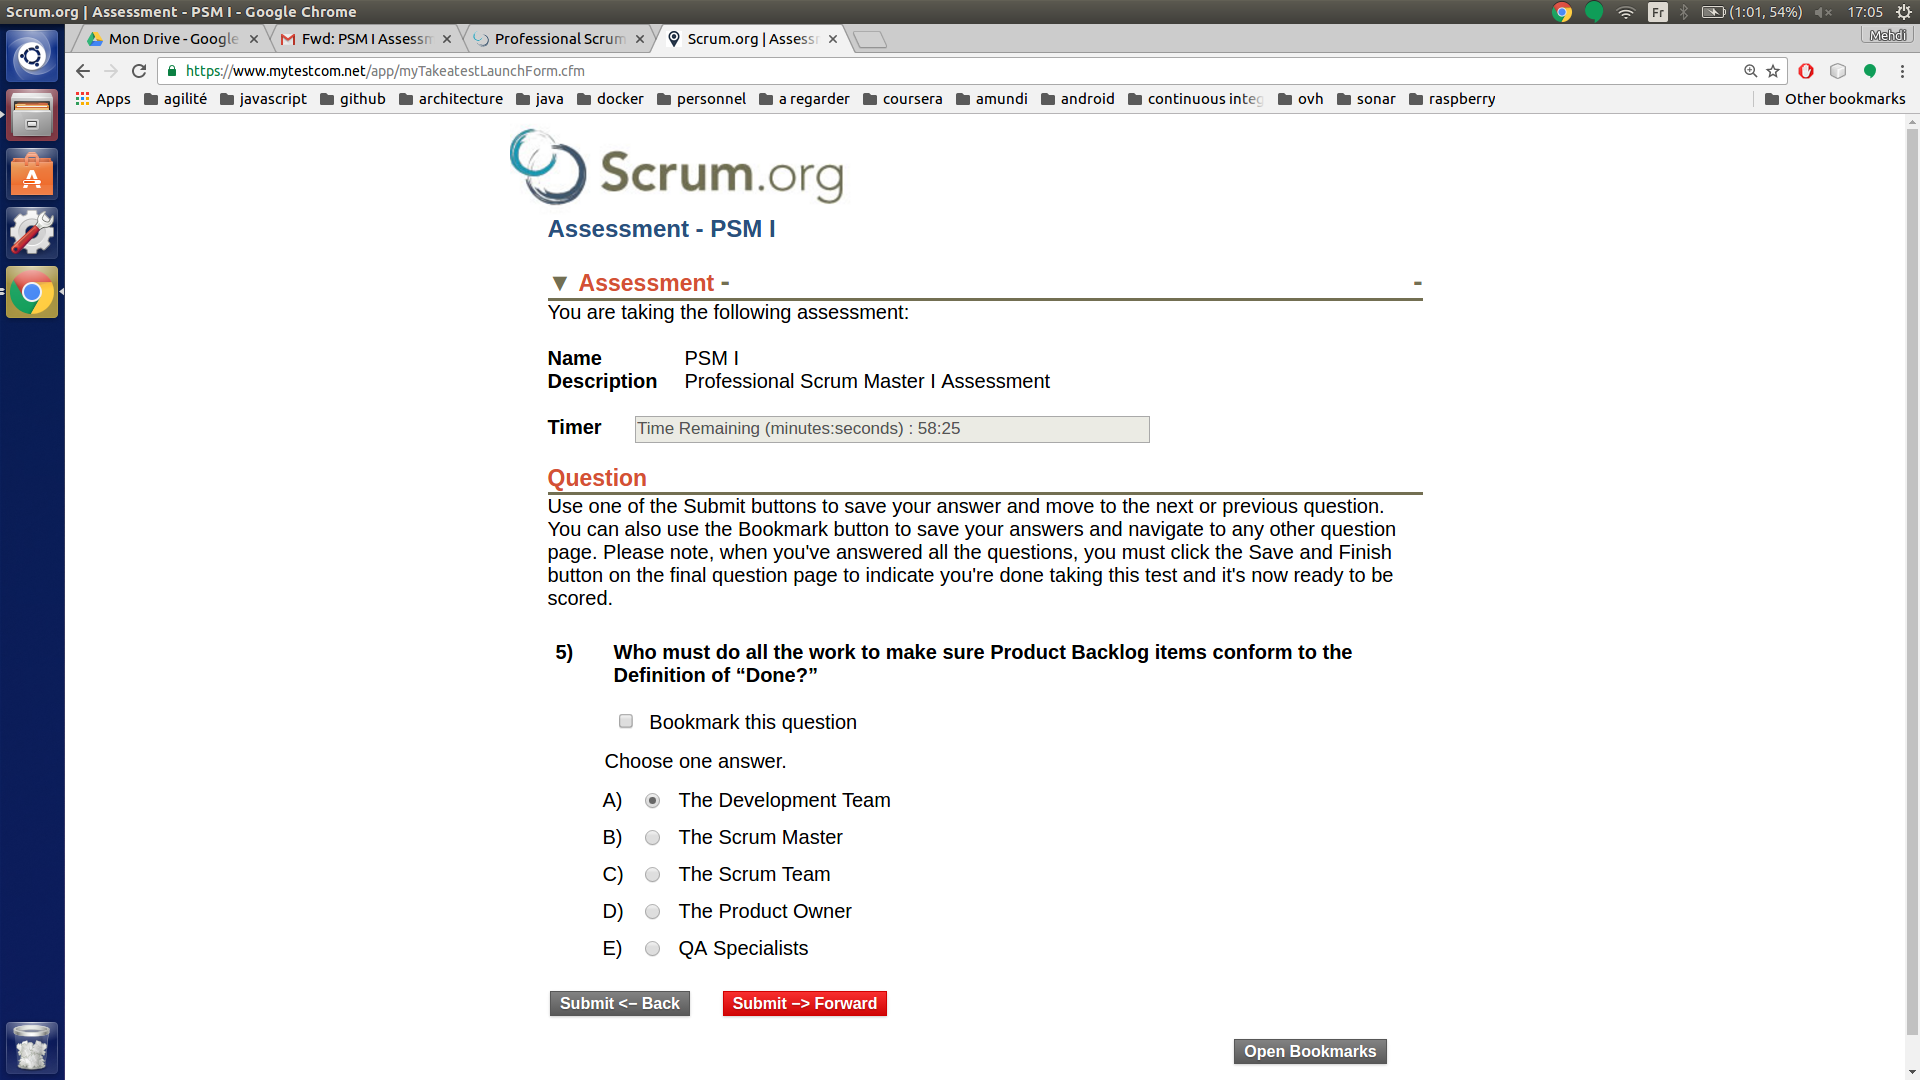 Scrum.org | Assessment - PSM I - Google Chrome
Fr
(1:01, 54%)
17:05
Mon Drive - Google
Fwd: PSM I Assessm
Professional Scrum
Scrum.org | Assess
Mehdi
https://www.mytestcom.net/app/myTakeatestLaunchForm.cfm
Apps
agilité
javascript
github
architecture
java
docker
personnel
a regarder
coursera
amundi
android
continuous integ
ovh
sonar
raspberry
Other bookmarks
Scrum.org
Assessment - PSM I
▼ Assessment - -
You are taking the following assessment:
Name PSM I
Description Professional Scrum Master I Assessment
Timer Time Remaining (minutes:seconds) : 58:25
Question
Use one of the Submit buttons to save your answer and move to the next or previous question.
You can also use the Bookmark button to save your answers and navigate to any other question
page. Please note, when you've answered all the questions, you must click the Save and Finish
button on the final question page to indicate you're done taking this test and it's now ready to be
scored.
5) Who must do all the work to make sure Product Backlog items conform to the
Definition of “Done?”
Bookmark this question
Choose one answer.
A) The Development Team
B) The Scrum Master
C) The Scrum Team
D) The Product Owner
E) QA Specialists
Submit <– Back
Submit –> Forward
Open Bookmarks